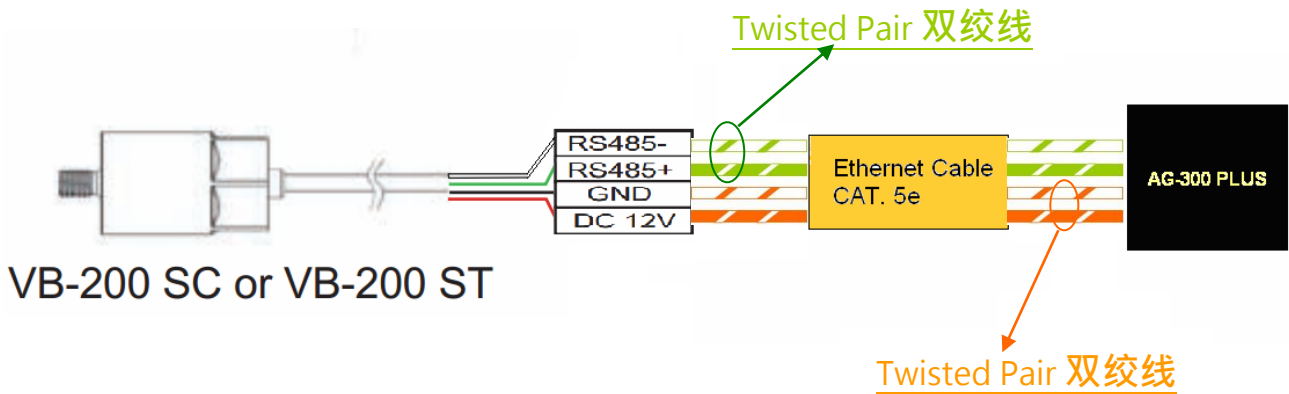 Twisted Pair 双绞线
RS485-
RS485+
GND
DC 12V
Ethernet Cable
CAT. 5e
AG-300 PLUS
VB-200 SC or VB-200 ST
Twisted Pair 双绞线